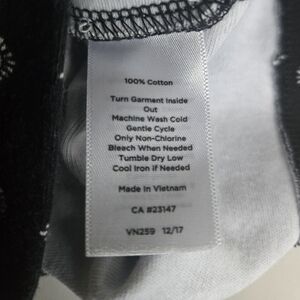 100% Cotton
Turn Garment Inside
Out
Machine Wash Cold
Gentle Cycle
Only Non-Chlorine
Bleach When Needed
Tumble Dry Low
Cool Iron if Needed
Made In Vietnam
CA #23147
VN259 12/17